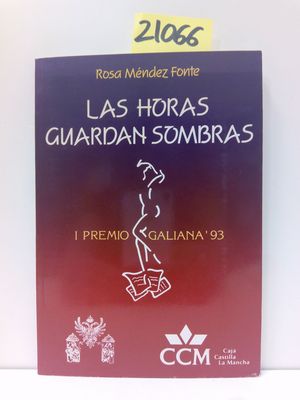 21066
Rosa Méndez Fonte
LAS HORAS
GUARDAN SOMBRAS
I PREMIO GALIANA'93
CCM
Caja
Castilla
La Mancha